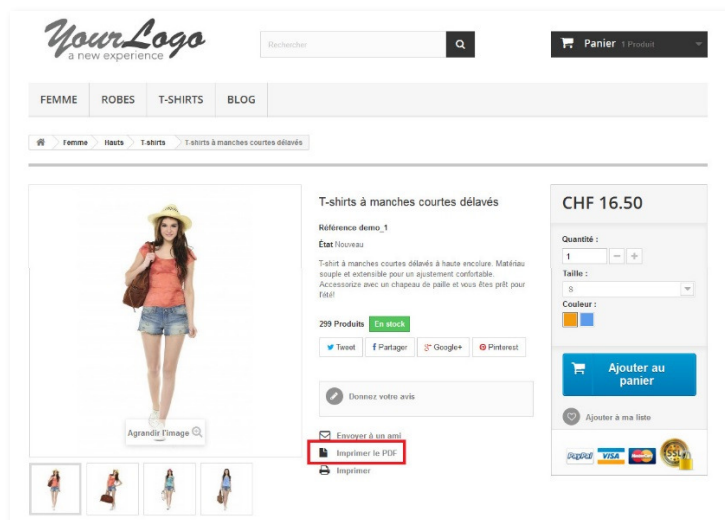 YourLogo
a new experience
Rechercher
Panier 1 Produit
FEMME ROBES T-SHIRTS BLOG
Femme Hauts T-shirts T-shirts à manches courtes délavés
T-shirts à manches courtes délavés
Référence demo_1
État Nouveau
T-shirt à manches courtes délavés à haute encolure. Matériau
souple et extensible pour un ajustement confortable.
Accessorize avec un chapeau de paille et vous êtes prêt pour
l'été!
299 Produits En stock
Tweet Partager Google+ Pinterest
Donnez votre avis
Envoyer à un ami
Imprimer le PDF
Imprimer
Agrandir l'image
CHF 16.50
Quantité :
1
Taille :
S
Couleur :
Ajouter au
panier
Ajouter à ma liste
PayPal VISA MasterCard SSL